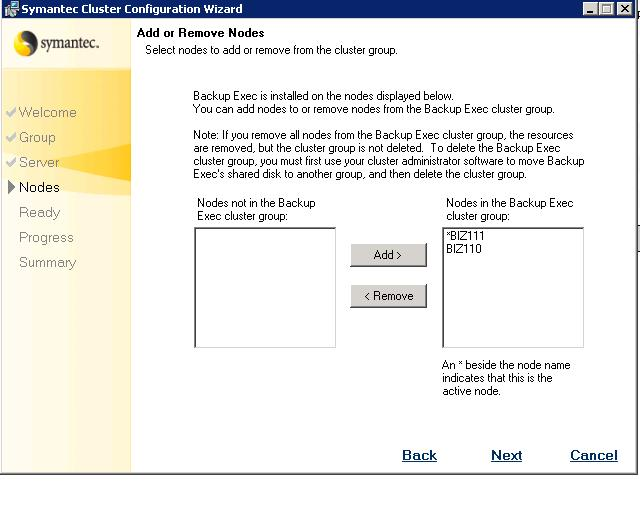 Symantec Cluster Configuration Wizard
symantec.
Add or Remove Nodes
Select nodes to add or remove from the cluster group.
Welcome
Group
Server
Nodes
Ready
Progress
Summary
Backup Exec is installed on the nodes displayed below.
You can add nodes to or remove nodes from the Backup Exec cluster group.
Note: If you remove all nodes from the Backup Exec cluster group, the resources
are removed, but the cluster group is not deleted. To delete the Backup Exec
cluster group, you must first use your cluster administrator software to move Backup
Exec's shared disk to another group, and then delete the cluster group.
Nodes not in the Backup
Exec cluster group:
Add >
< Remove
Nodes in the Backup Exec
cluster group:
*BIZ111
BIZ110
An * beside the node name
indicates that this is the
active node.
Back
Next
Cancel